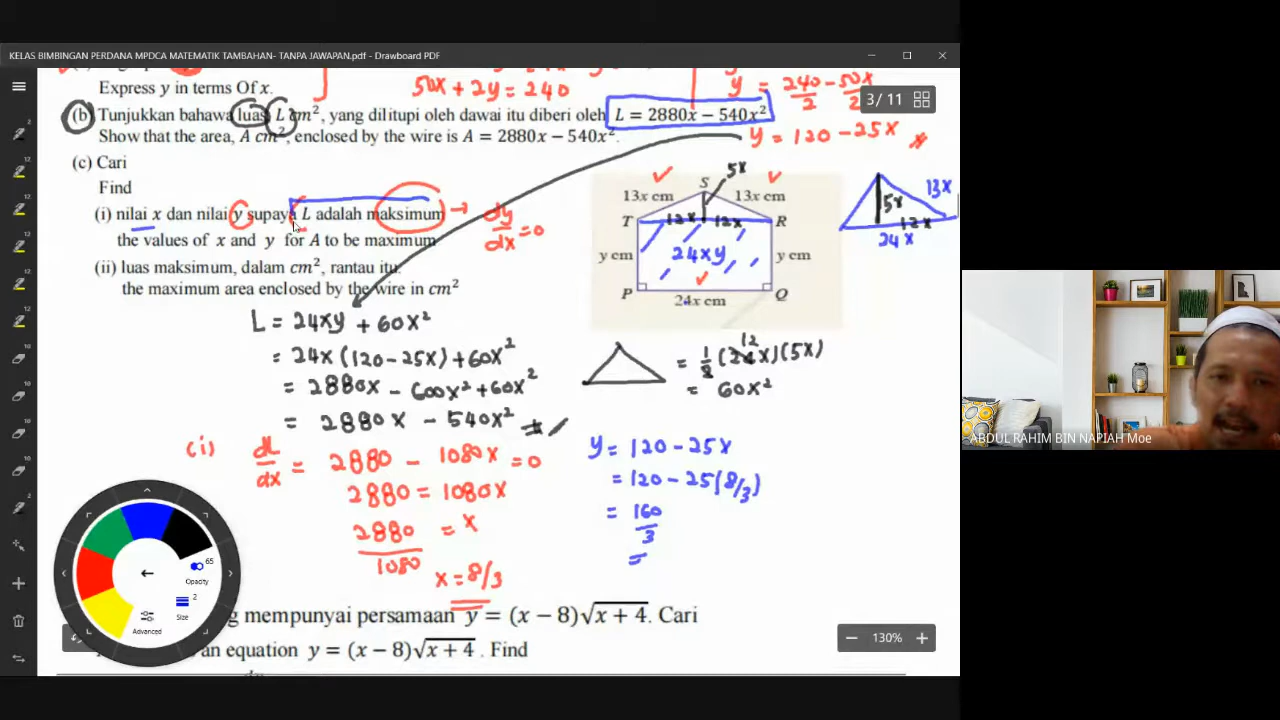 KELAS BIMBINGAN PERDANA MPDCA MATEMATIK TAMBAHAN- TANPA JAWAPAN.pdf - Drawboard PDF
Express y in terms Of x.
50x + 2y = 240
y = 240 - 50x
2 2
3 / 11
(b) Tunjukkan bahawa luas, L cm², yang dilitupi oleh dawai itu diberi oleh L = 2880x − 540x²
Show that the area, A cm², enclosed by the wire is A = 2880x − 540x².
y = 120 - 25x
(c) Cari
Find
(i) nilai x dan nilai y supaya L adalah maksimum
dy/dx = 0
the values of x and y for A to be maximum
(ii) luas maksimum, dalam cm², rantau itu.
the maximum area enclosed by the wire in cm²
5x
13x cm S 13x cm
T 12x 12x R
y cm 24xy y cm
P 24x cm Q
5x 13x
12x
24x
L = 24xy + 60x²
= 24x (120 - 25x) + 60x²
= 2880x - 600x² + 60x²
= 2880x - 540x²
12
= 1/2 (24x)(5x)
= 60x²
(i) dL/dx = 2880 - 1080x = 0
2880 = 1080x
2880/1080 = x
x = 8/3
y = 120 - 25x
= 120 - 25(8/3)
= 160/3
=
65
Opacity
2
Size
Advanced
g mempunyai persamaan y = (x − 8)√x + 4. Cari
an equation y = (x − 8)√x + 4. Find
130%
ABDUL RAHIM BIN NAPIAH Moe